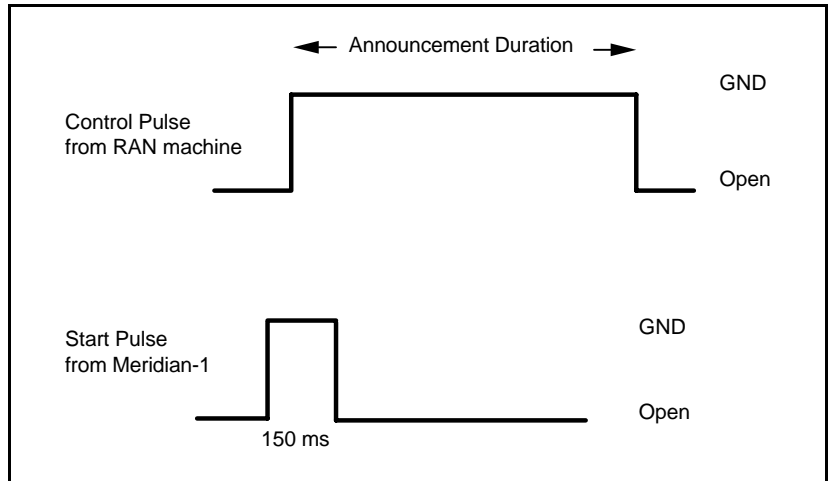 Announcement Duration
GND
Control Pulse
from RAN machine
Open
Start Pulse
from Meridian-1
GND
Open
150 ms